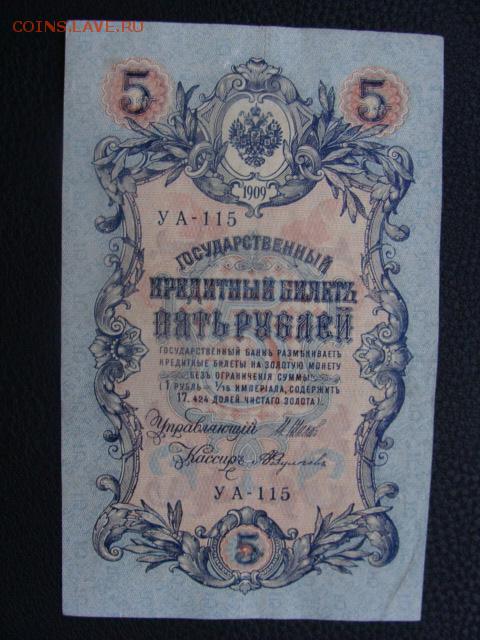 COINS.LAVE.RU
5 5
1909
УА-115
ГОСУДАРСТВЕННЫЙ
КРЕДИТНЫЙ БИЛЕТЪ
ПЯТЬ РУБЛЕЙ
ГОСУДАРСТВЕННЫЙ БАНКЪ РАЗМѢНИВАЕТЪ
КРЕДИТНЫЕ БИЛЕТЫ НА ЗОЛОТУЮ МОНЕТУ
БЕЗЪ ОГРАНИЧЕНІЯ СУММЫ
(1 РУБЛЬ = 1/15 ИМПЕРІАЛА, СОДЕРЖИТЪ
17,424 ДОЛЕЙ ЧИСТАГО ЗОЛОТА).
Управляющій
Кассиръ
УА-115
5